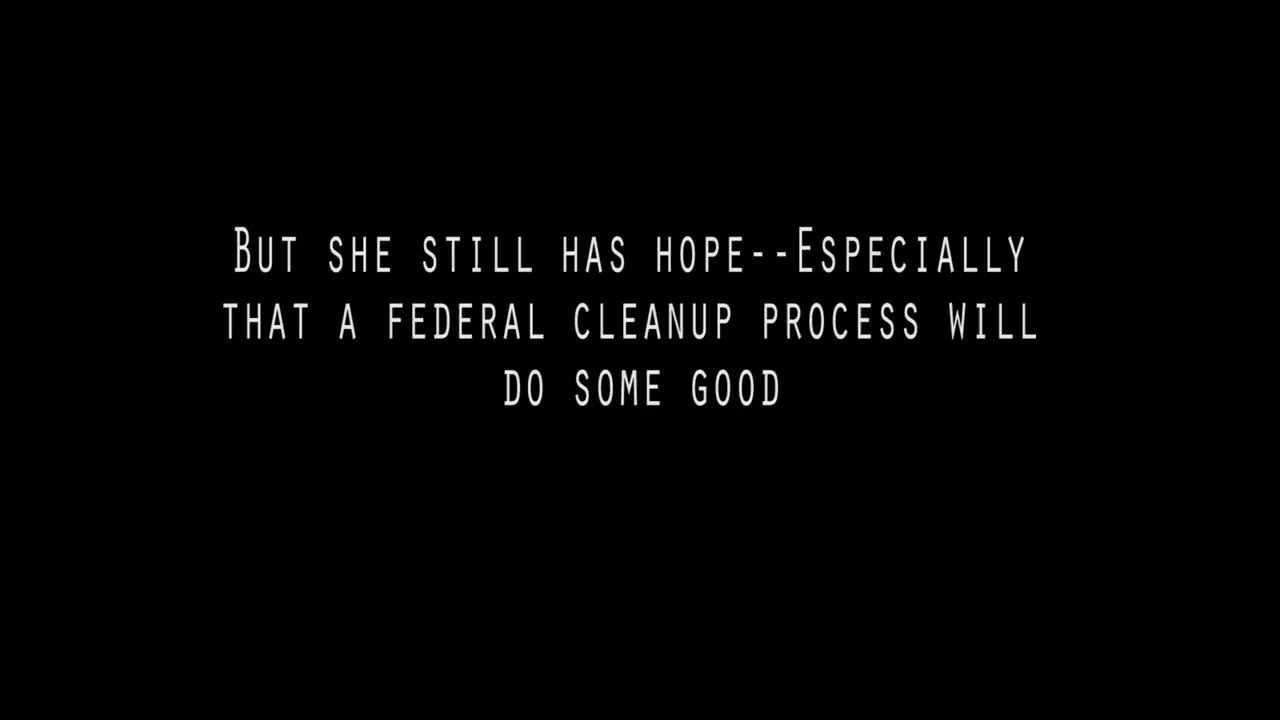 But she still has hope--Especially
that a federal cleanup process will
do some good